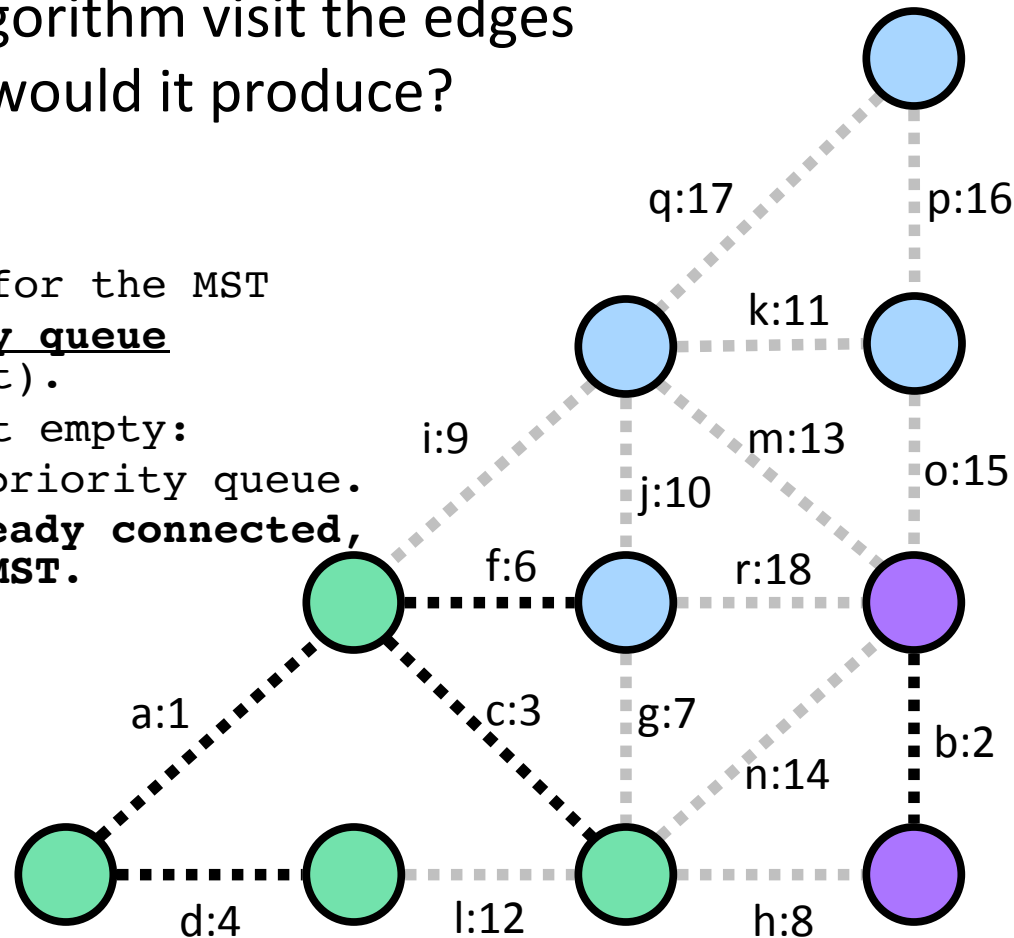 gorithm visit the edges
would it produce?
for the MST
y queue
t).
t empty:
priority queue.
eady connected,
MST.
q:17
p:16
k:11
i:9
m:13
j:10
o:15
f:6
r:18
a:1
c:3
g:7
n:14
b:2
d:4
l:12
h:8